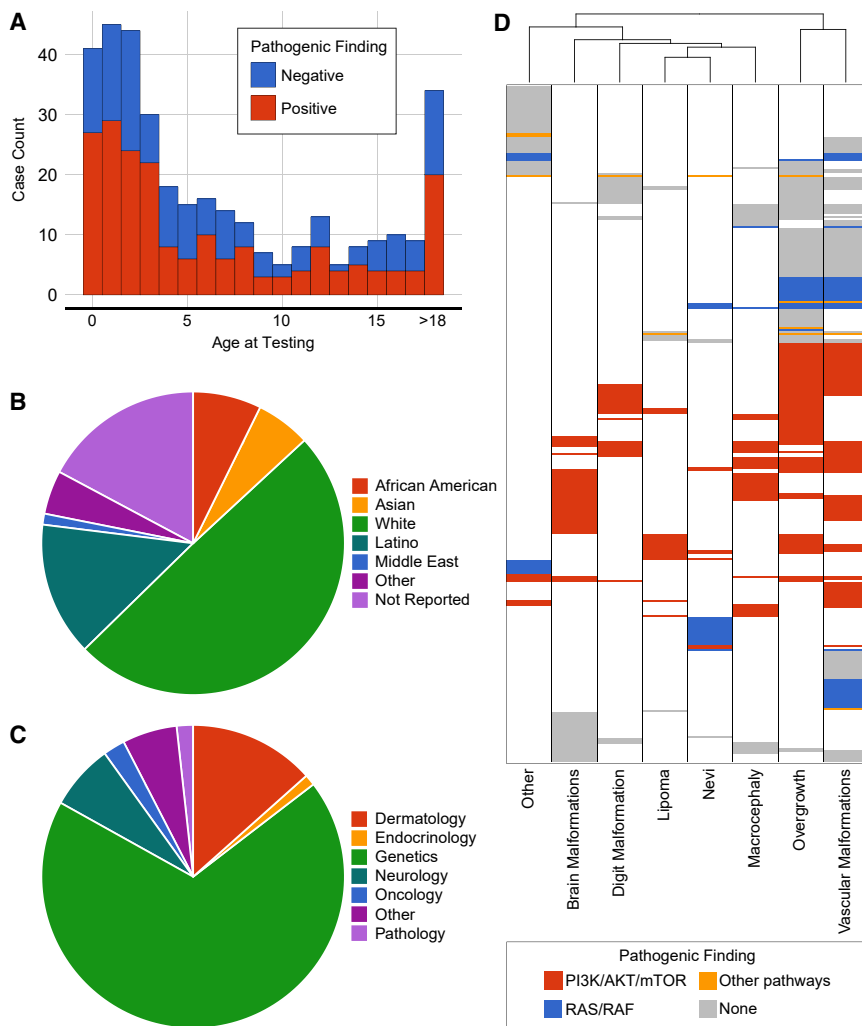 A
Pathogenic Finding
Negative
Positive
Case Count
40
30
20
10
0
0
5
10
15
>18
Age at Testing
B
African American
Asian
White
Latino
Middle East
Other
Not Reported
C
Dermatology
Endocrinology
Genetics
Neurology
Oncology
Other
Pathology
D
Other
Brain Malformations
Digit Malformation
Lipoma
Nevi
Macrocephaly
Overgrowth
Vascular Malformations
Pathogenic Finding
PI3K/AKT/mTOR
Other pathways
RAS/RAF
None